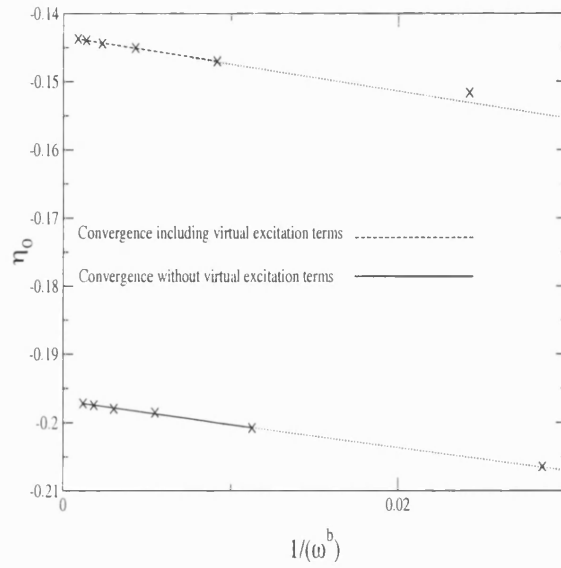 -0.14
-0.15
-0.16
-0.17
-0.18
-0.19
-0.2
-0.21
η₀
Convergence including virtual excitation terms
Convergence without virtual excitation terms
0
0.02
1/(ω^b)